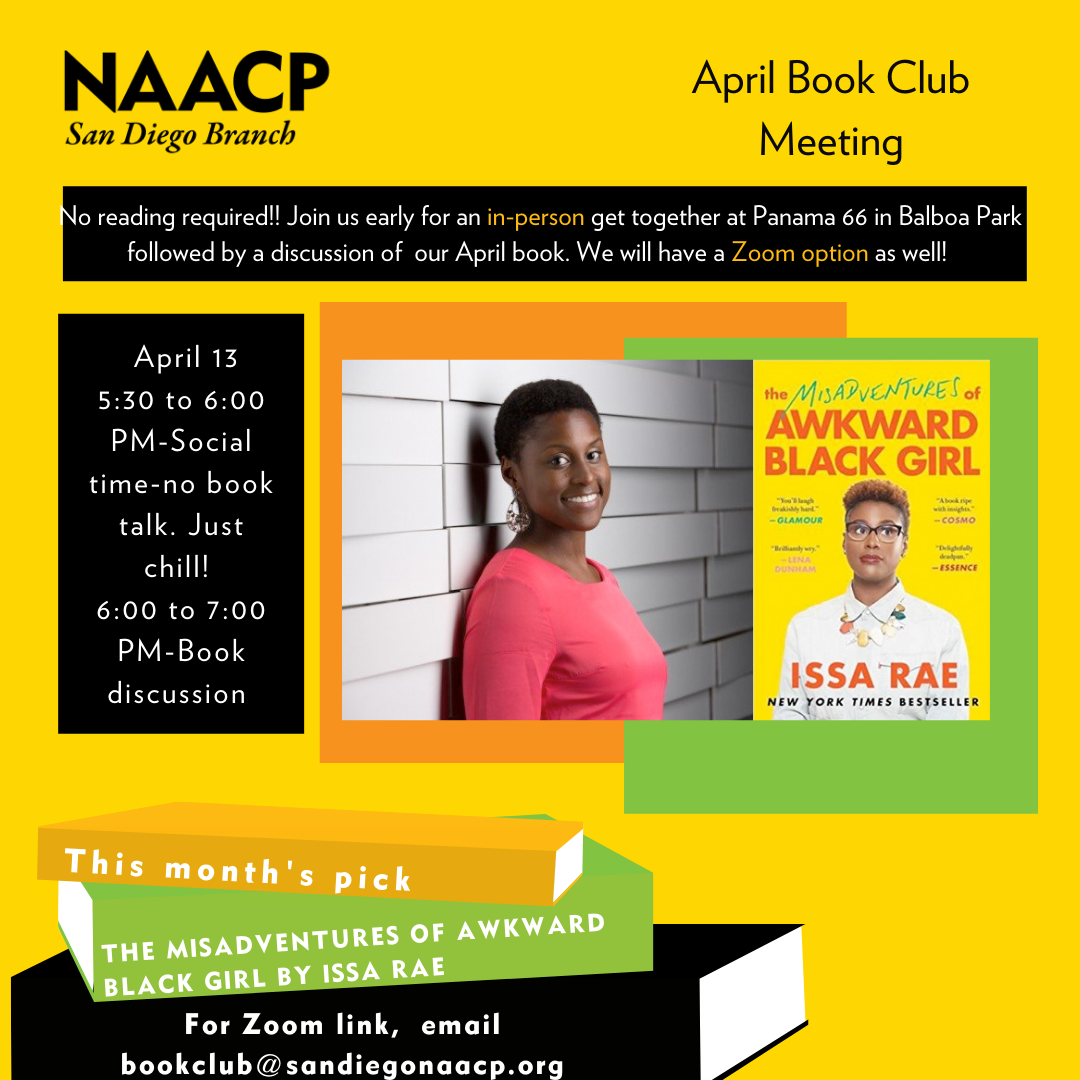 NAACP
San Diego Branch
April Book Club
Meeting
No reading required!! Join us early for an in-person get together at Panama 66 in Balboa Park
followed by a discussion of our April book. We will have a Zoom option as well!
April 13
5:30 to 6:00
PM-Social
time-no book
talk. Just
chill!
6:00 to 7:00
PM-Book
discussion
the MISADVENTURES of
AWKWARD
BLACK GIRL
"You'll laugh
freakishly hard."
—GLAMOUR
"A book ripe
with insights."
—COSMO
"Brilliantly wry."
—LENA
DUNHAM
"Delightfully
deadpan."
—ESSENCE
ISSA RAE
NEW YORK TIMES BESTSELLER
This month's pick
THE MISADVENTURES OF AWKWARD
BLACK GIRL BY ISSA RAE
For Zoom link, email
bookclub@sandiegonaacp.org